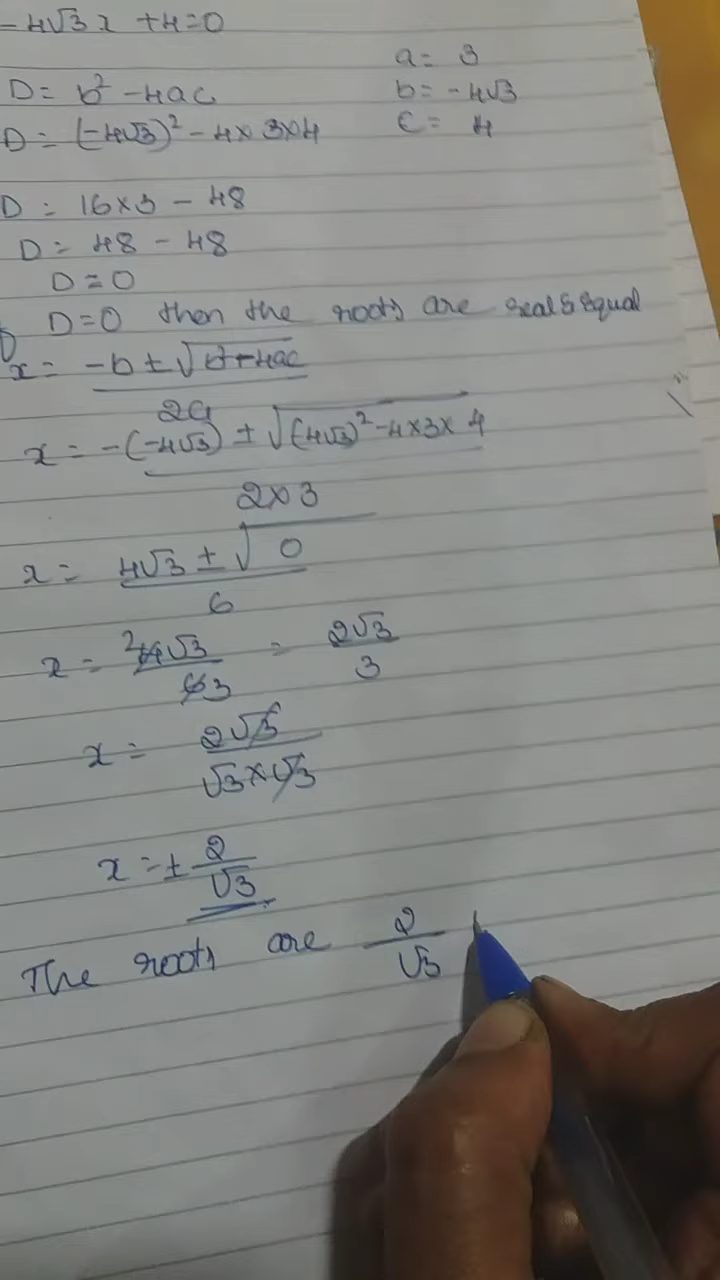 - 4√3 x + 4 = 0
a = 3
D = b² - 4ac
b = - 4√3
D = (-4√3)² - 4 × 3 × 4
c = 4
D = 16 × 3 - 48
D = 48 - 48
D = 0
D = 0 then the roots are real & equal
x = -b ± √b² - 4ac / 2a
x = -(-4√3) ± √(4√3)² - 4 × 3 × 4 / 2 × 3
x = 4√3 ± √0 / 6
x = 2 4√3 / 6 3 = 2√3 / 3
x = 2√3 / √3 × √3
x = ± 2 / √3
The roots are 2 / √3